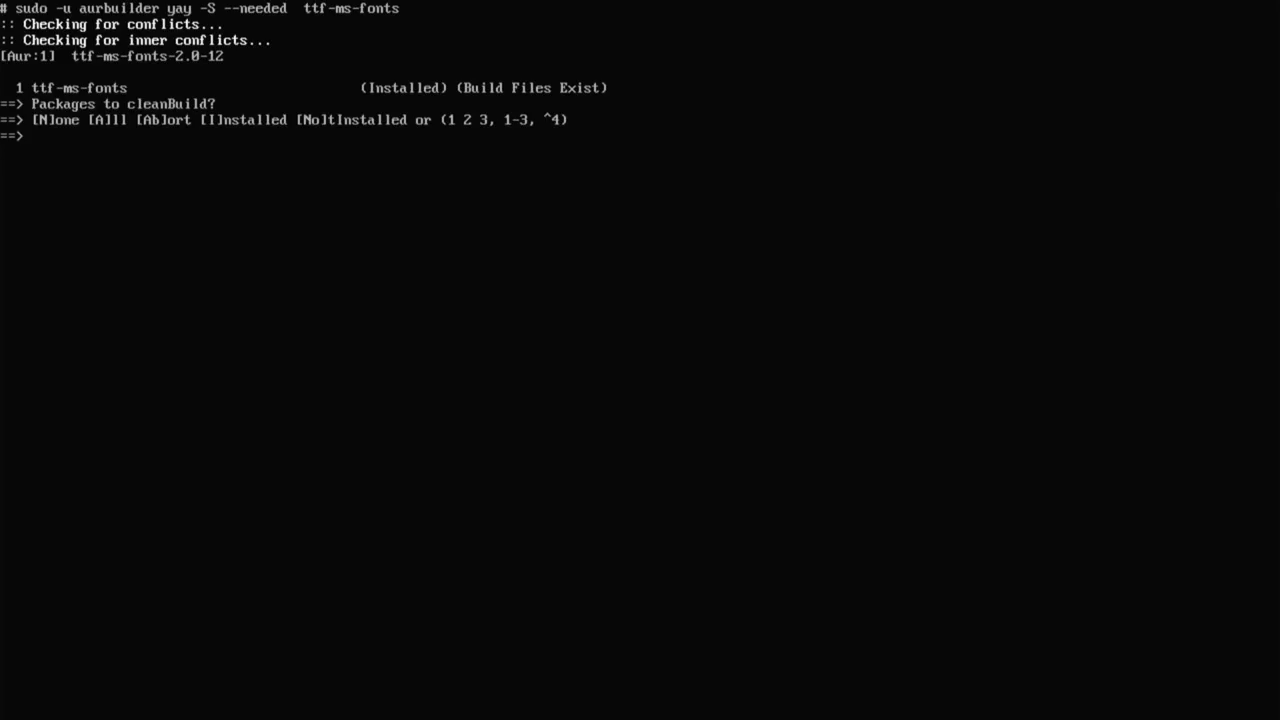 # sudo -u aurbuilder yay -S --needed  ttf-ms-fonts
:: Checking for conflicts...
:: Checking for inner conflicts...
[Aur:1]  ttf-ms-fonts-2.0-12
1 ttf-ms-fonts                             (Installed) (Build Files Exist)
==> Packages to cleanBuild?
==> [N]one [A]ll [Ab]ort [I]nstalled [No]tInstalled or (1 2 3, 1-3, ^4)
==>